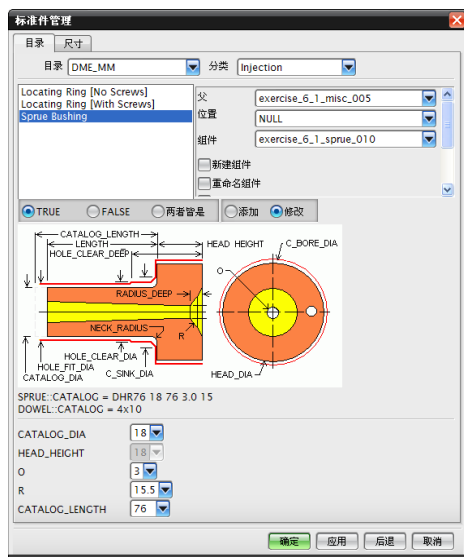 标准件管理
目录 尺寸
目录 DME_MM 分类 Injection
Locating Ring [No Screws]
Locating Ring [With Screws]
Sprue Bushing
父 exercise_6_1_misc_005
位置 NULL
组件 exercise_6_1_sprue_010
新建组件
重命名组件
TRUE FALSE 两者皆是 添加 修改
CATALOG_LENGTH
LENGTH HEAD HEIGHT C_BORE_DIA
HOLE_CLEAR_DEEP
O
RADIUS_DEEP
NECK_RADIUS R
HOLE_CLEAR_DIA
HOLE_FIT_DIA
CATALOG_DIA C_SINK_DIA HEAD_DIA
SPRUE::CATALOG = DHR76 18 76 3.0 15
DOWEL::CATALOG = 4x10
CATALOG_DIA 18
HEAD_HEIGHT 18
O 3
R 15.5
CATALOG_LENGTH 76
确定 应用 后退 取消